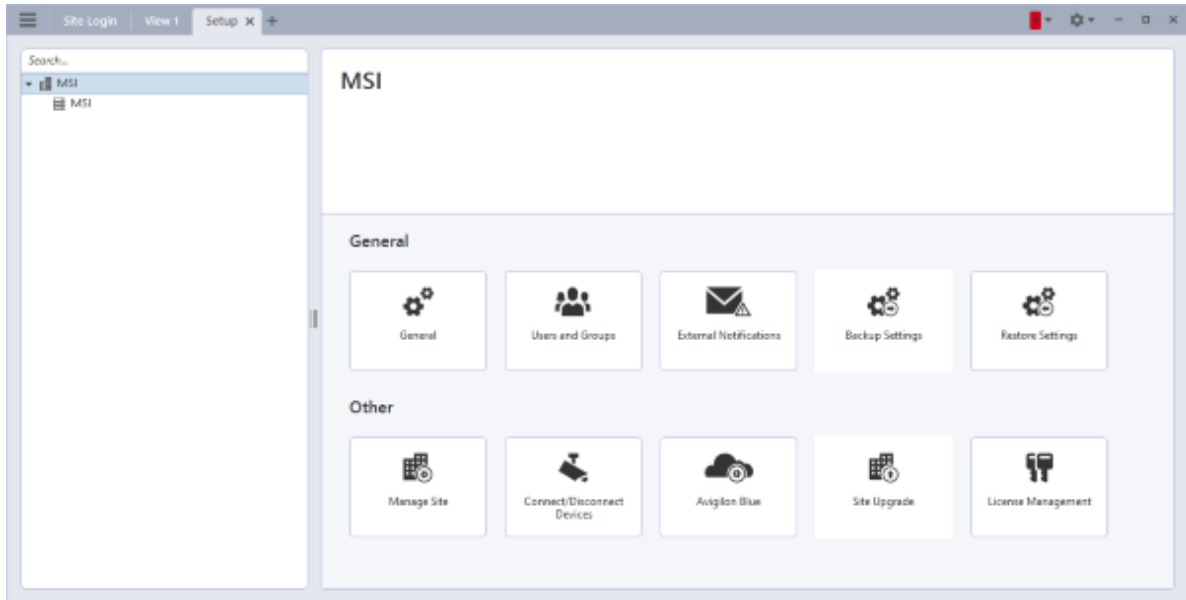 Site Login View 1 Setup
Search...
MSI
MSI
MSI
General
General
Users and Groups
External Notifications
Backup Settings
Restore Settings
Other
Manage Site
Connect/Disconnect
Devices
Avigilon Blue
Site Upgrade
License Management